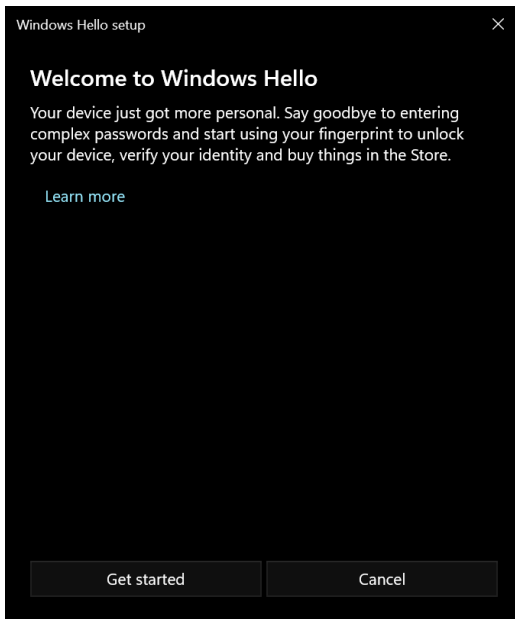 Windows Hello setup
Welcome to Windows Hello
Your device just got more personal. Say goodbye to entering
complex passwords and start using your fingerprint to unlock
your device, verify your identity and buy things in the Store.
Learn more
Get started
Cancel